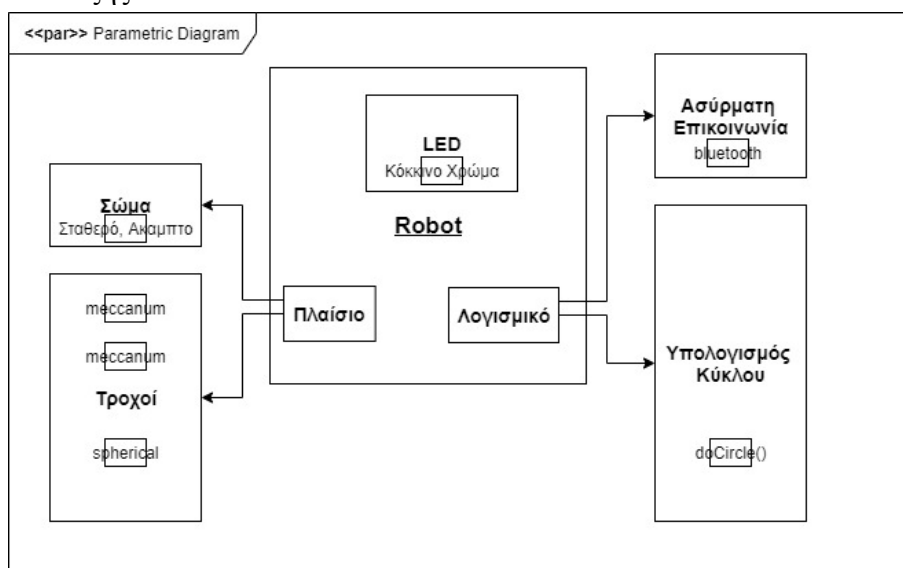 <<par>> Parametric Diagram
LED
Κόκκινο Χρώμα
Robot
Πλαίσιο
Λογισμικό
Σώμα
Σταθερό, Ακαμπτο
meccanum
meccanum
Τροχοί
spherical
Ασύρματη
Επικοινωνία
bluetooth
Υπολογισμός
Κύκλου
doCircle()